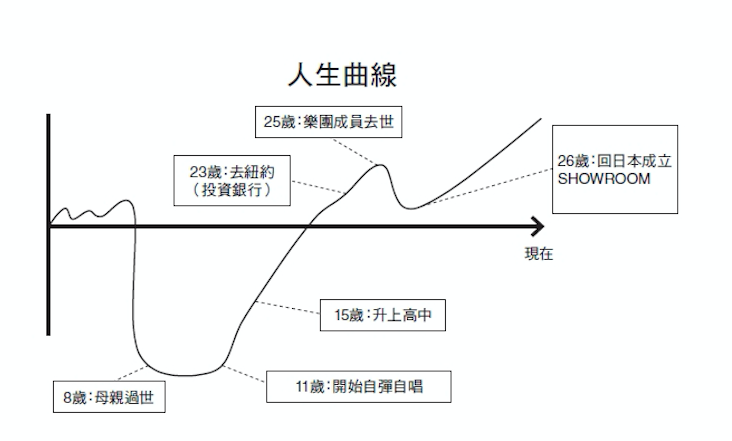 人生曲線
25歲：樂團成員去世
23歲：去紐約
（投資銀行）
26歲：回日本成立
SHOWROOM
現在
15歲：升上高中
11歲：開始自彈自唱
8歲：母親過世